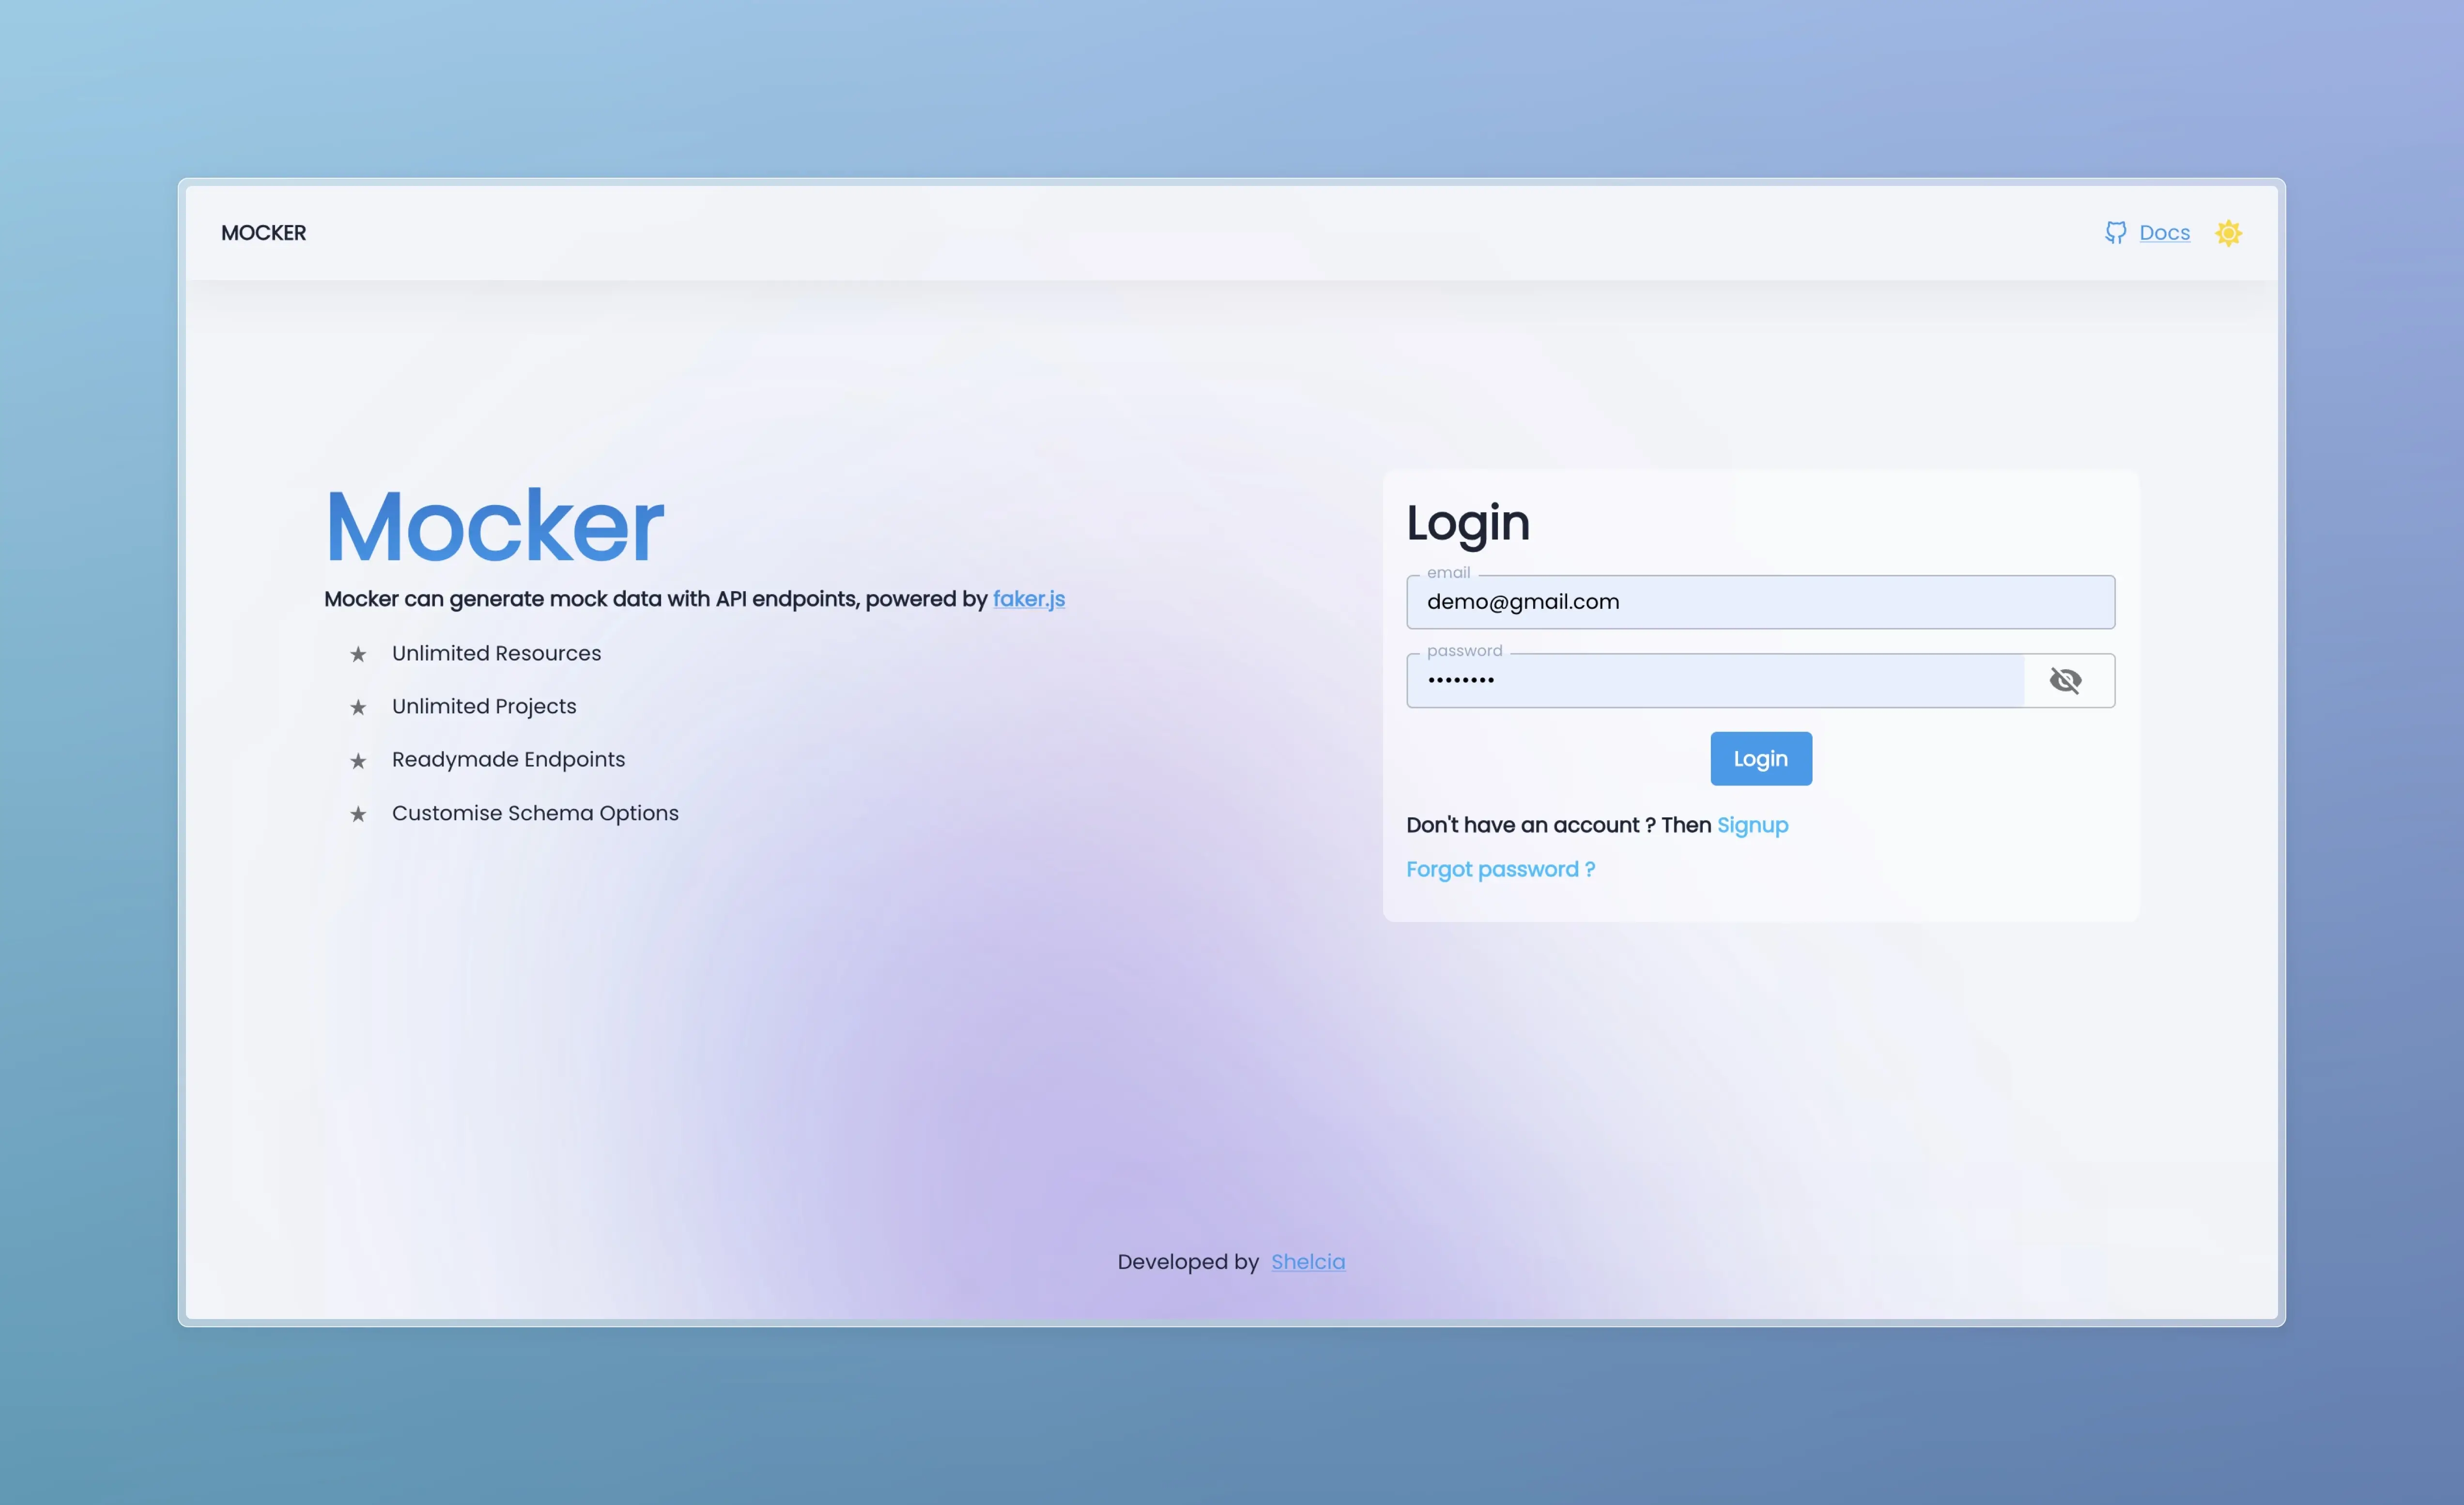 MOCKER
Docs
Mocker
Mocker can generate mock data with API endpoints, powered by faker.js
★ Unlimited Resources
★ Unlimited Projects
★ Readymade Endpoints
★ Customise Schema Options
Login
email
demo@gmail.com
password
••••••••
Login
Don't have an account ? Then Signup
Forgot password ?
Developed by Shelcia